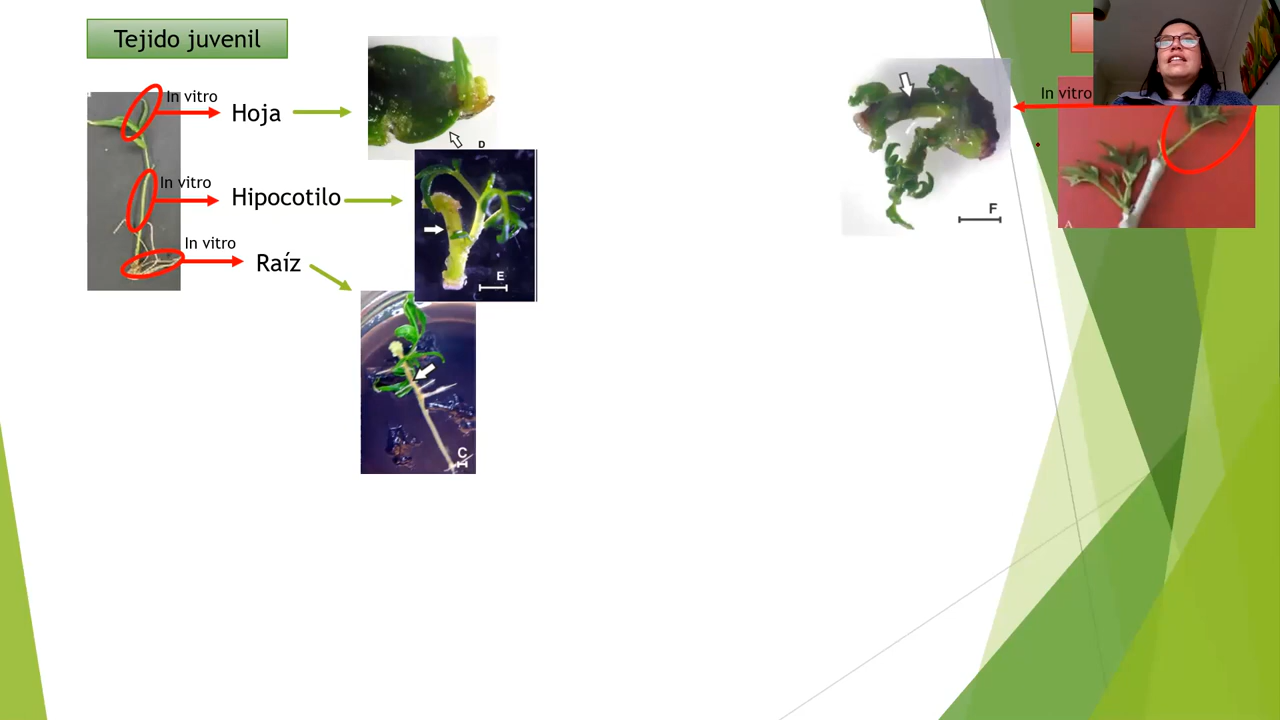 Tejido juvenil
In vitro
Hoja
D
In vitro
Hipocotilo
E
In vitro
Raíz
C
F
In vitro
A